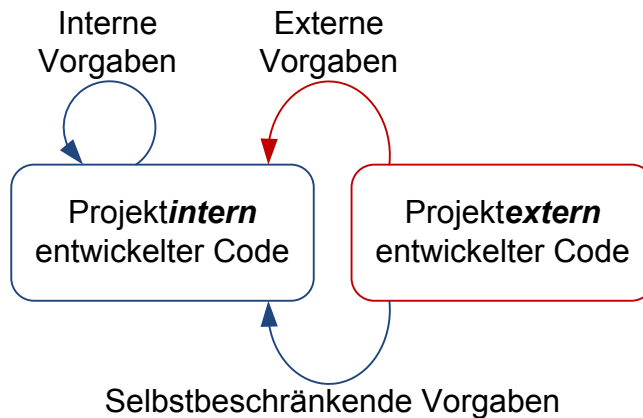 Interne
Vorgaben
Externe
Vorgaben
Projektintern
entwickelter Code
Projektextern
entwickelter Code
Selbstbeschränkende Vorgaben